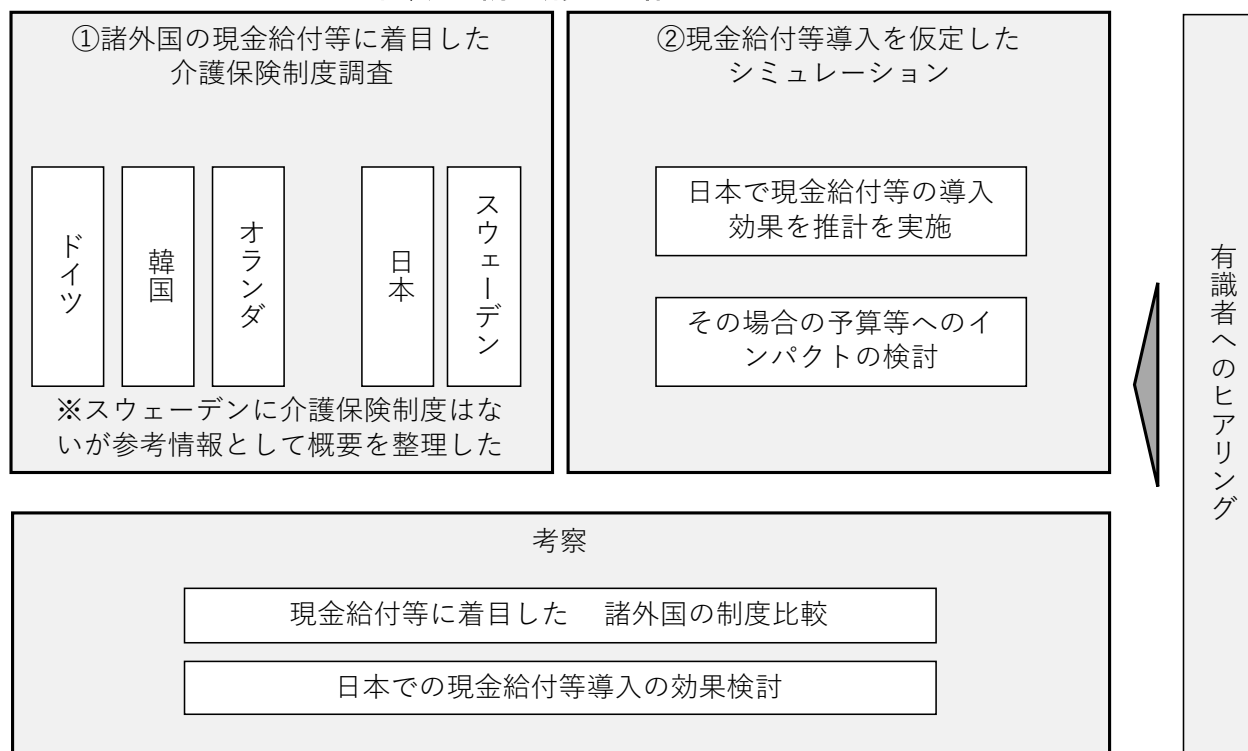 ①諸外国の現金給付等に着目した
介護保険制度調査
ドイツ
韓国
オランダ
日本
スウェーデン
※スウェーデンに介護保険制度はな
いが参考情報として概要を整理した
②現金給付等導入を仮定した
シミュレーション
日本で現金給付等の導入
効果を推計を実施
その場合の予算等へのイ
ンパクトの検討
有識者へのヒアリング
考察
現金給付等に着目した　諸外国の制度比較
日本での現金給付等導入の効果検討